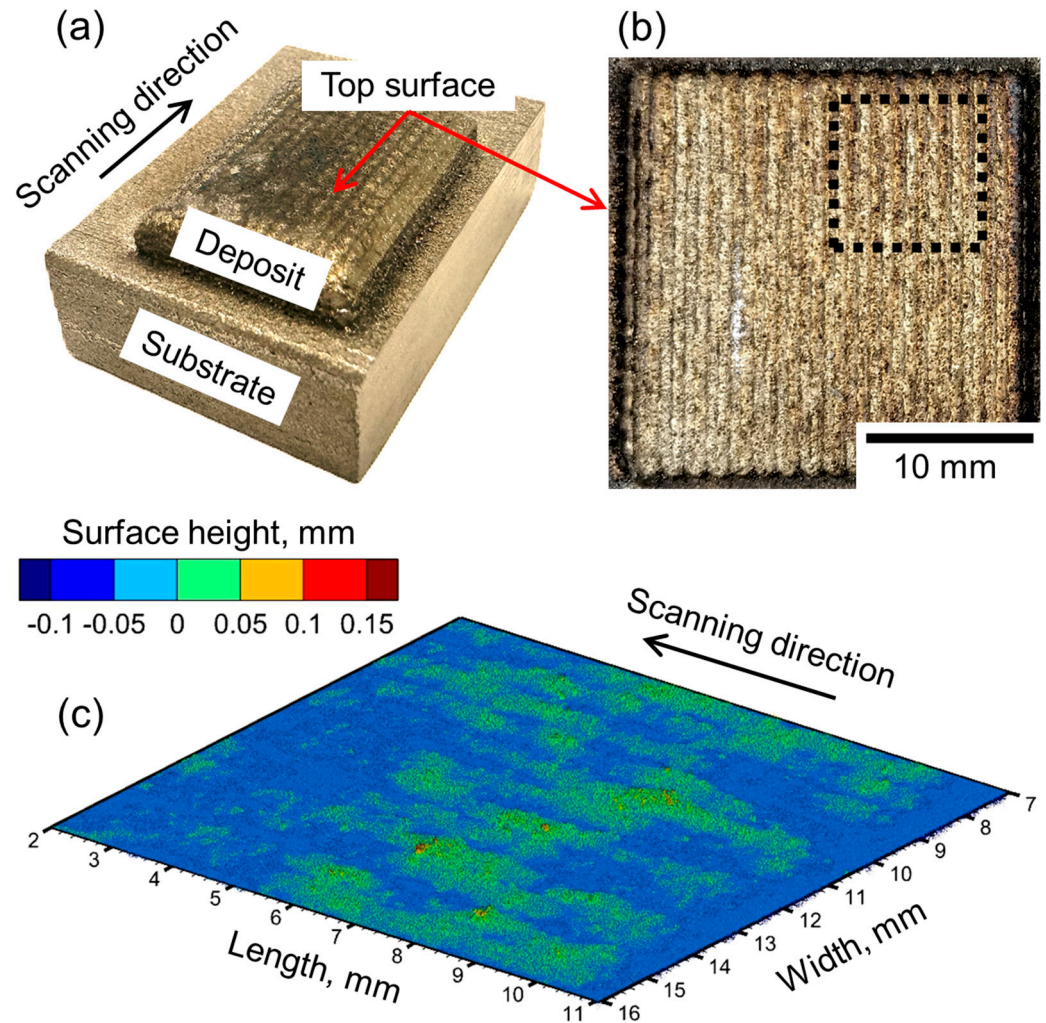 (a)
Scanning direction
Top surface
Deposit
Substrate
(b)
10 mm
Surface height, mm
-0.1 -0.05 0 0.05 0.1 0.15
Scanning direction
(c)
2 3 4 5 6 7 8 9 10 11
Length, mm
16 15 14 13 12 11 10 9 8 7
Width, mm